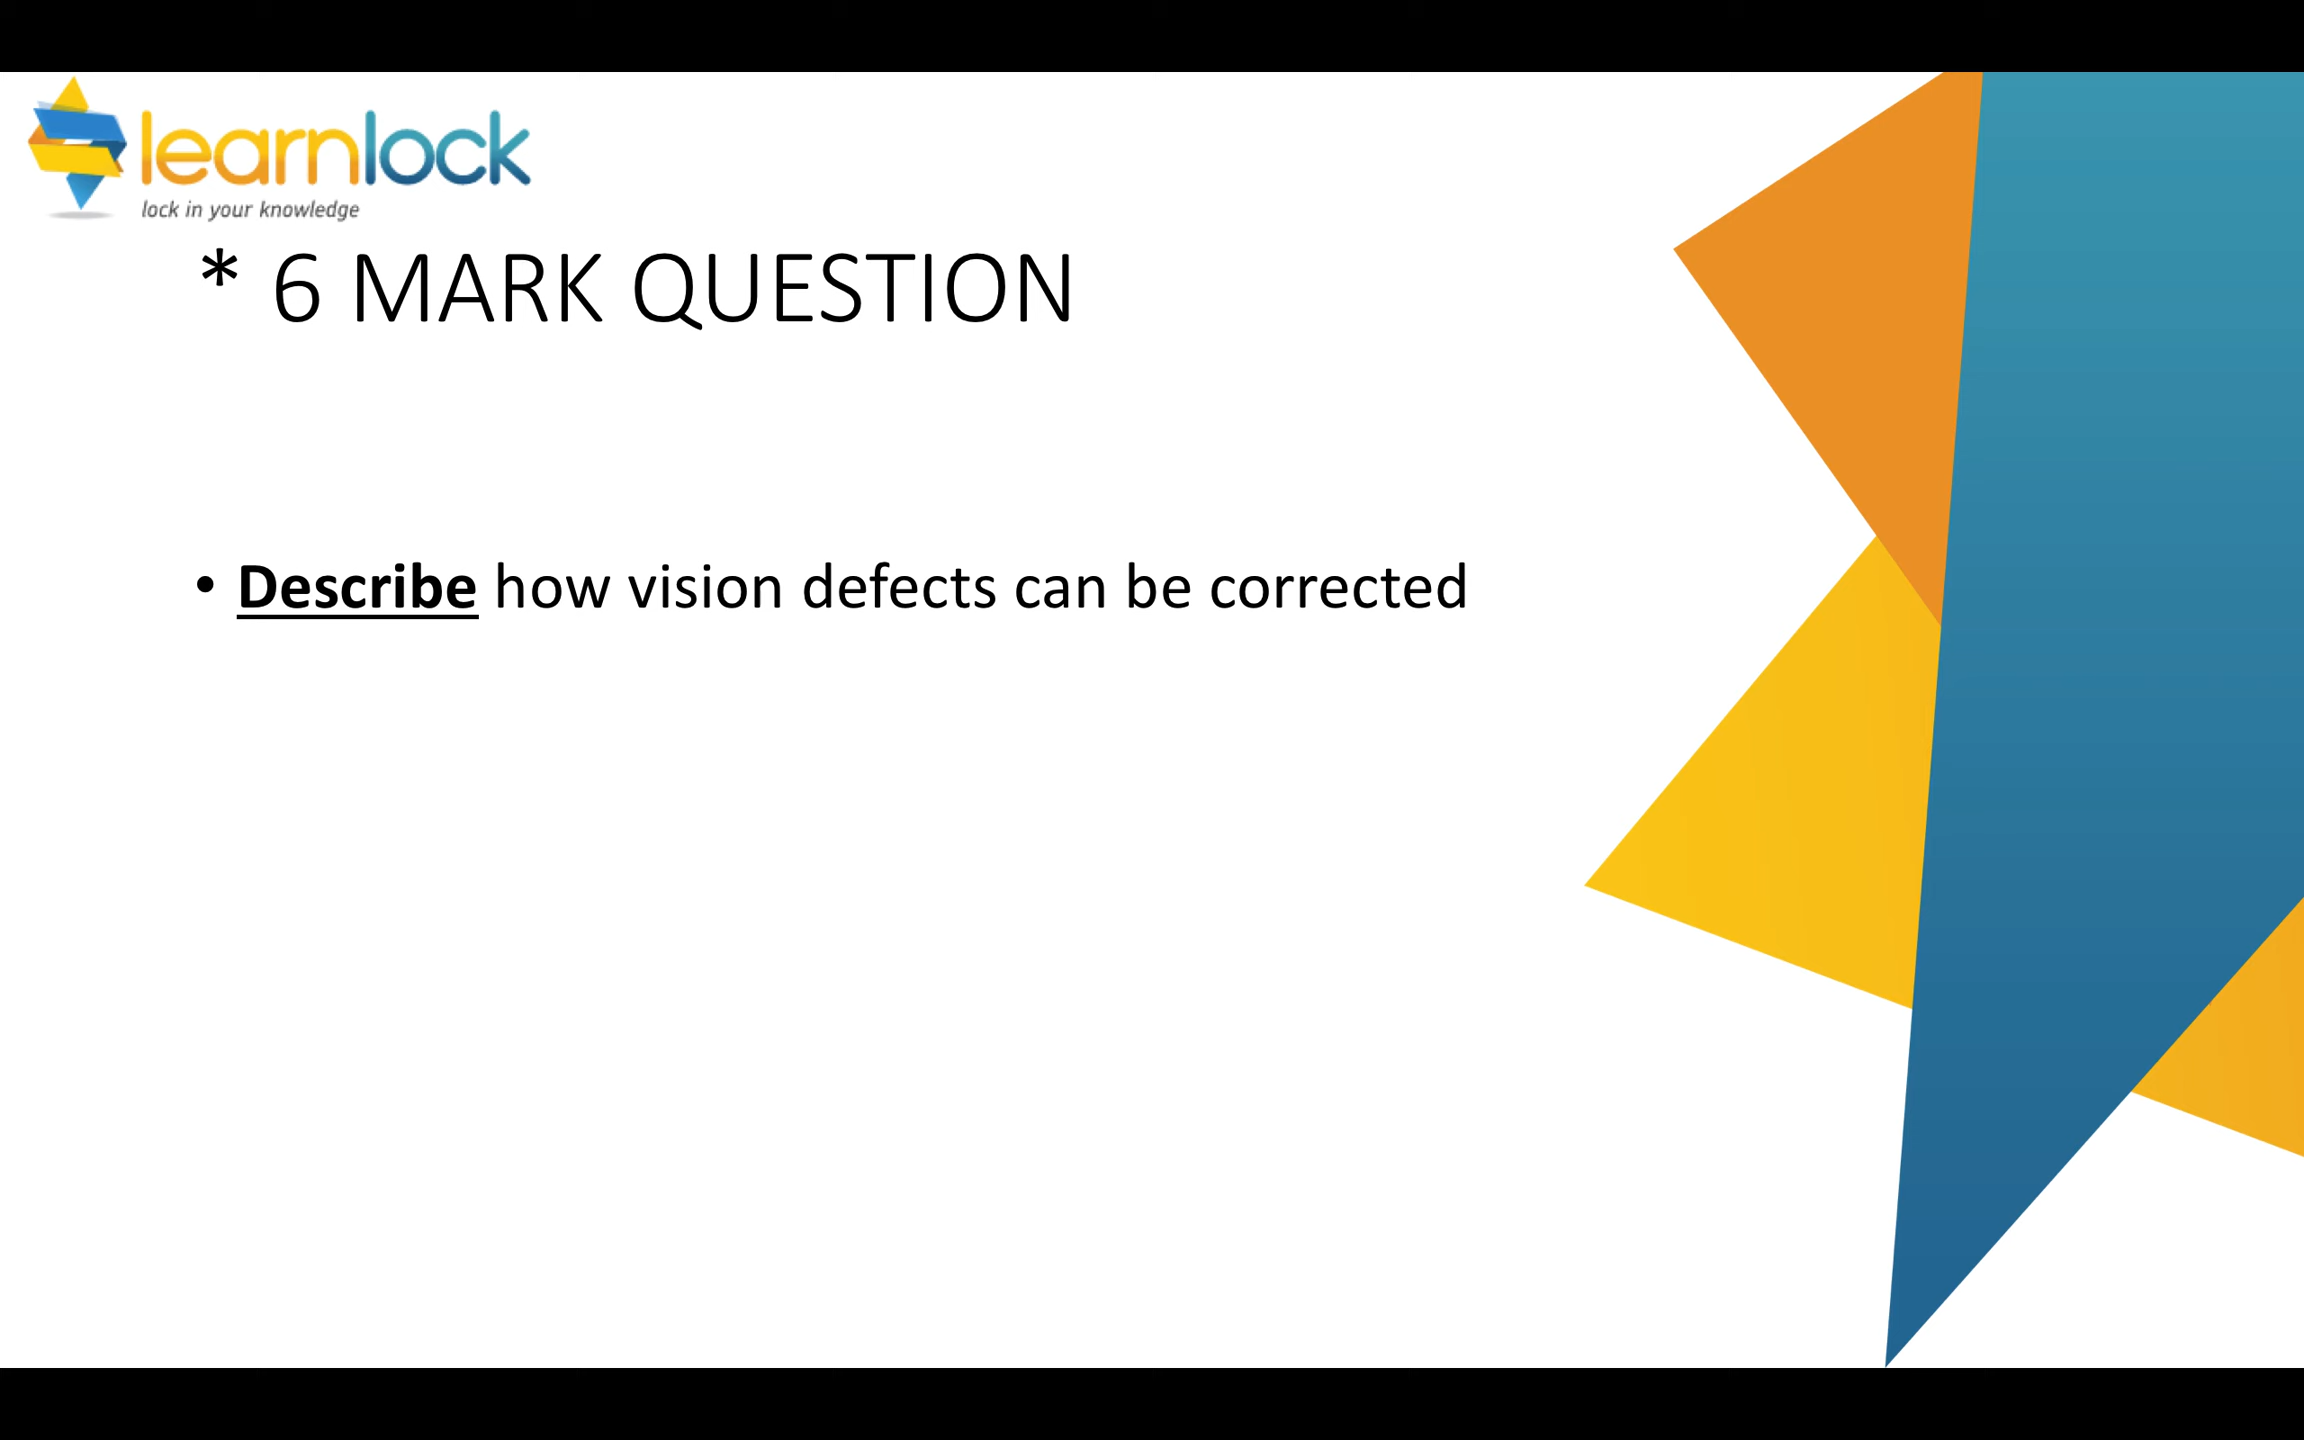 learnlock
lock in your knowledge
* 6 MARK QUESTION
• Describe how vision defects can be corrected